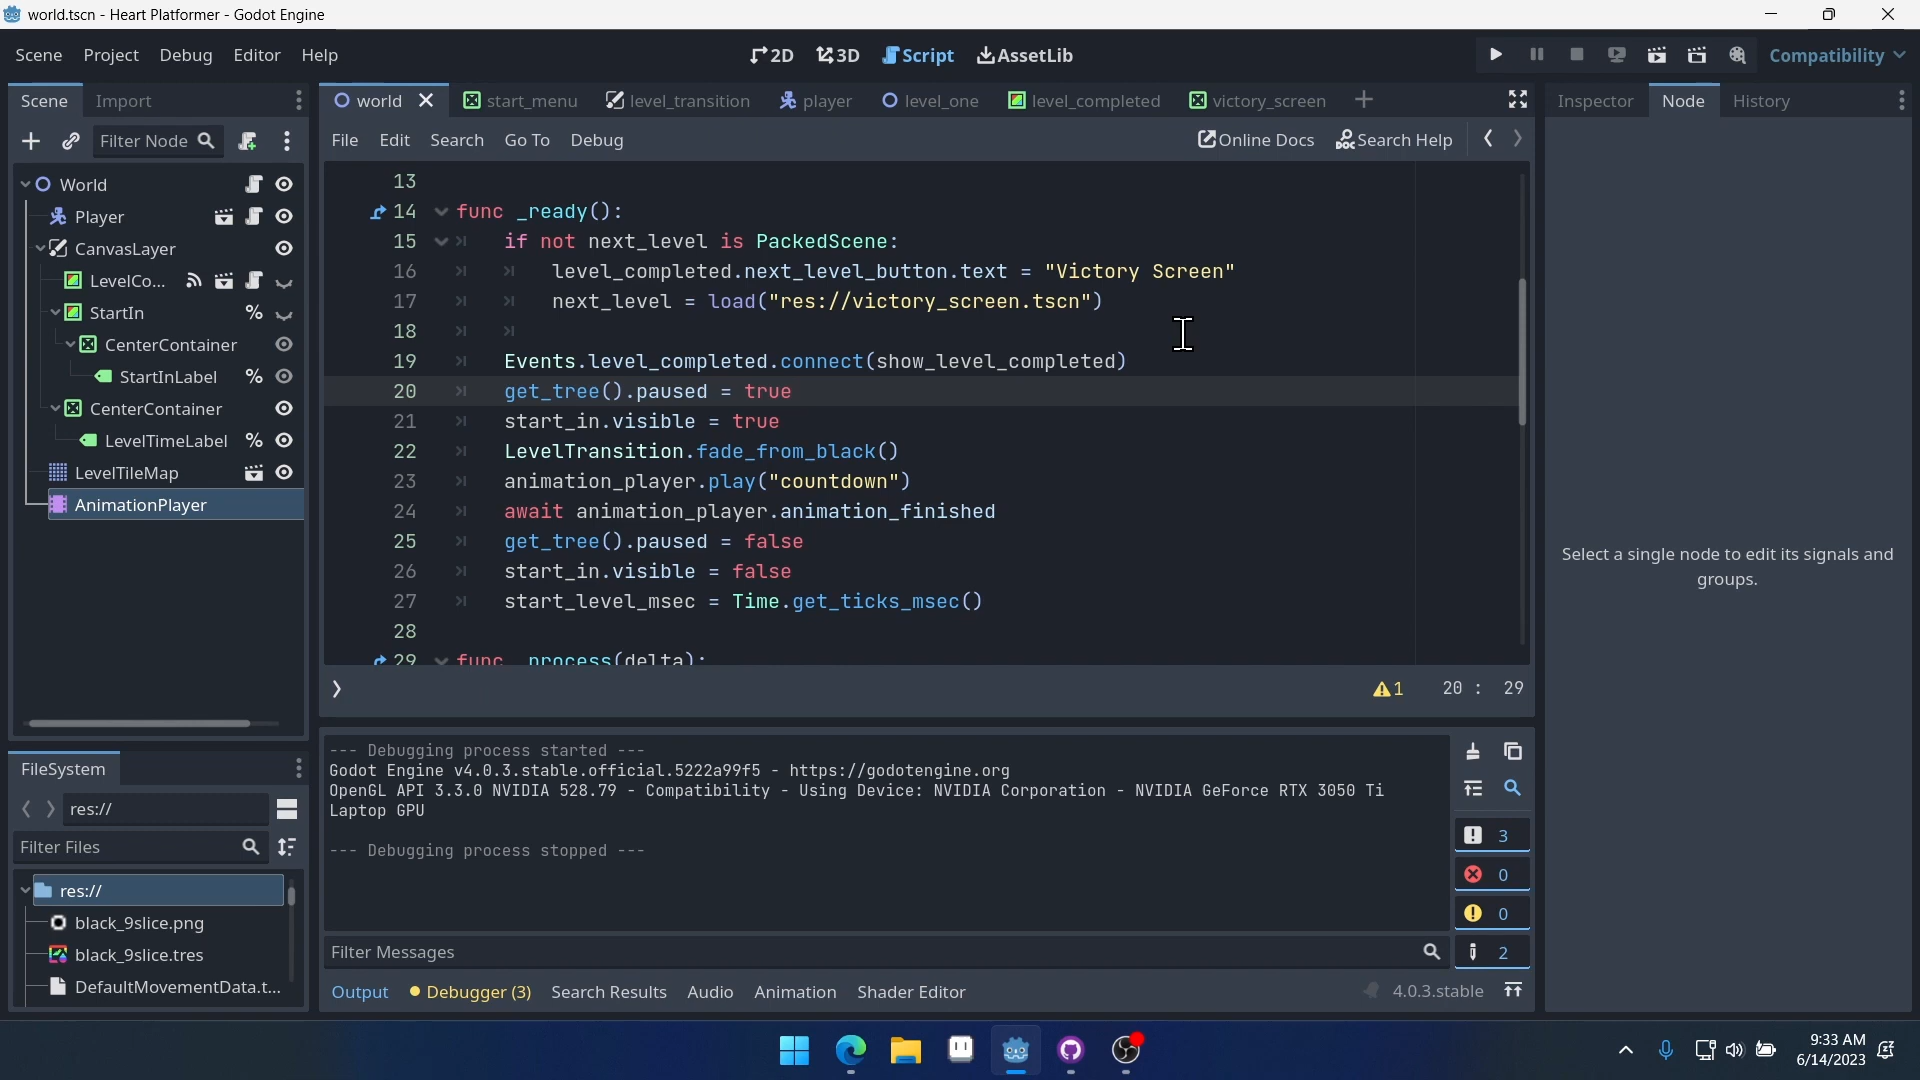 world.tscn - Heart Platformer - Godot Engine
Scene Project Debug Editor Help
2D 3D Script AssetLib
Compatibility
Scene Import
world start_menu level_transition player level_one level_completed victory_screen
Inspector Node History
Filter Node
File Edit Search Go To Debug
Online Docs Search Help
World
Player
CanvasLayer
LevelCo...
StartIn %
CenterContainer
StartInLabel %
CenterContainer
LevelTimeLabel %
LevelTileMap
AnimationPlayer
13
14 func _ready():
15 if not next_level is PackedScene:
16 level_completed.next_level_button.text = "Victory Screen"
17 next_level = load("res://victory_screen.tscn")
18
19 Events.level_completed.connect(show_level_completed)
20 get_tree().paused = true
21 start_in.visible = true
22 LevelTransition.fade_from_black()
23 animation_player.play("countdown")
24 await animation_player.animation_finished
25 get_tree().paused = false
26 start_in.visible = false
27 start_level_msec = Time.get_ticks_msec()
28
29 func _process(delta):
1 20 : 29
Select a single node to edit its signals and
groups.
FileSystem
res://
Filter Files
res://
black_9slice.png
black_9slice.tres
DefaultMovementData.t...
--- Debugging process started ---
Godot Engine v4.0.3.stable.official.5222a99f5 - https://godotengine.org
OpenGL API 3.3.0 NVIDIA 528.79 - Compatibility - Using Device: NVIDIA Corporation - NVIDIA GeForce RTX 3050 Ti
Laptop GPU
--- Debugging process stopped ---
3
0
0
2
Filter Messages
Output Debugger (3) Search Results Audio Animation Shader Editor
4.0.3.stable
9:33 AM
6/14/2023